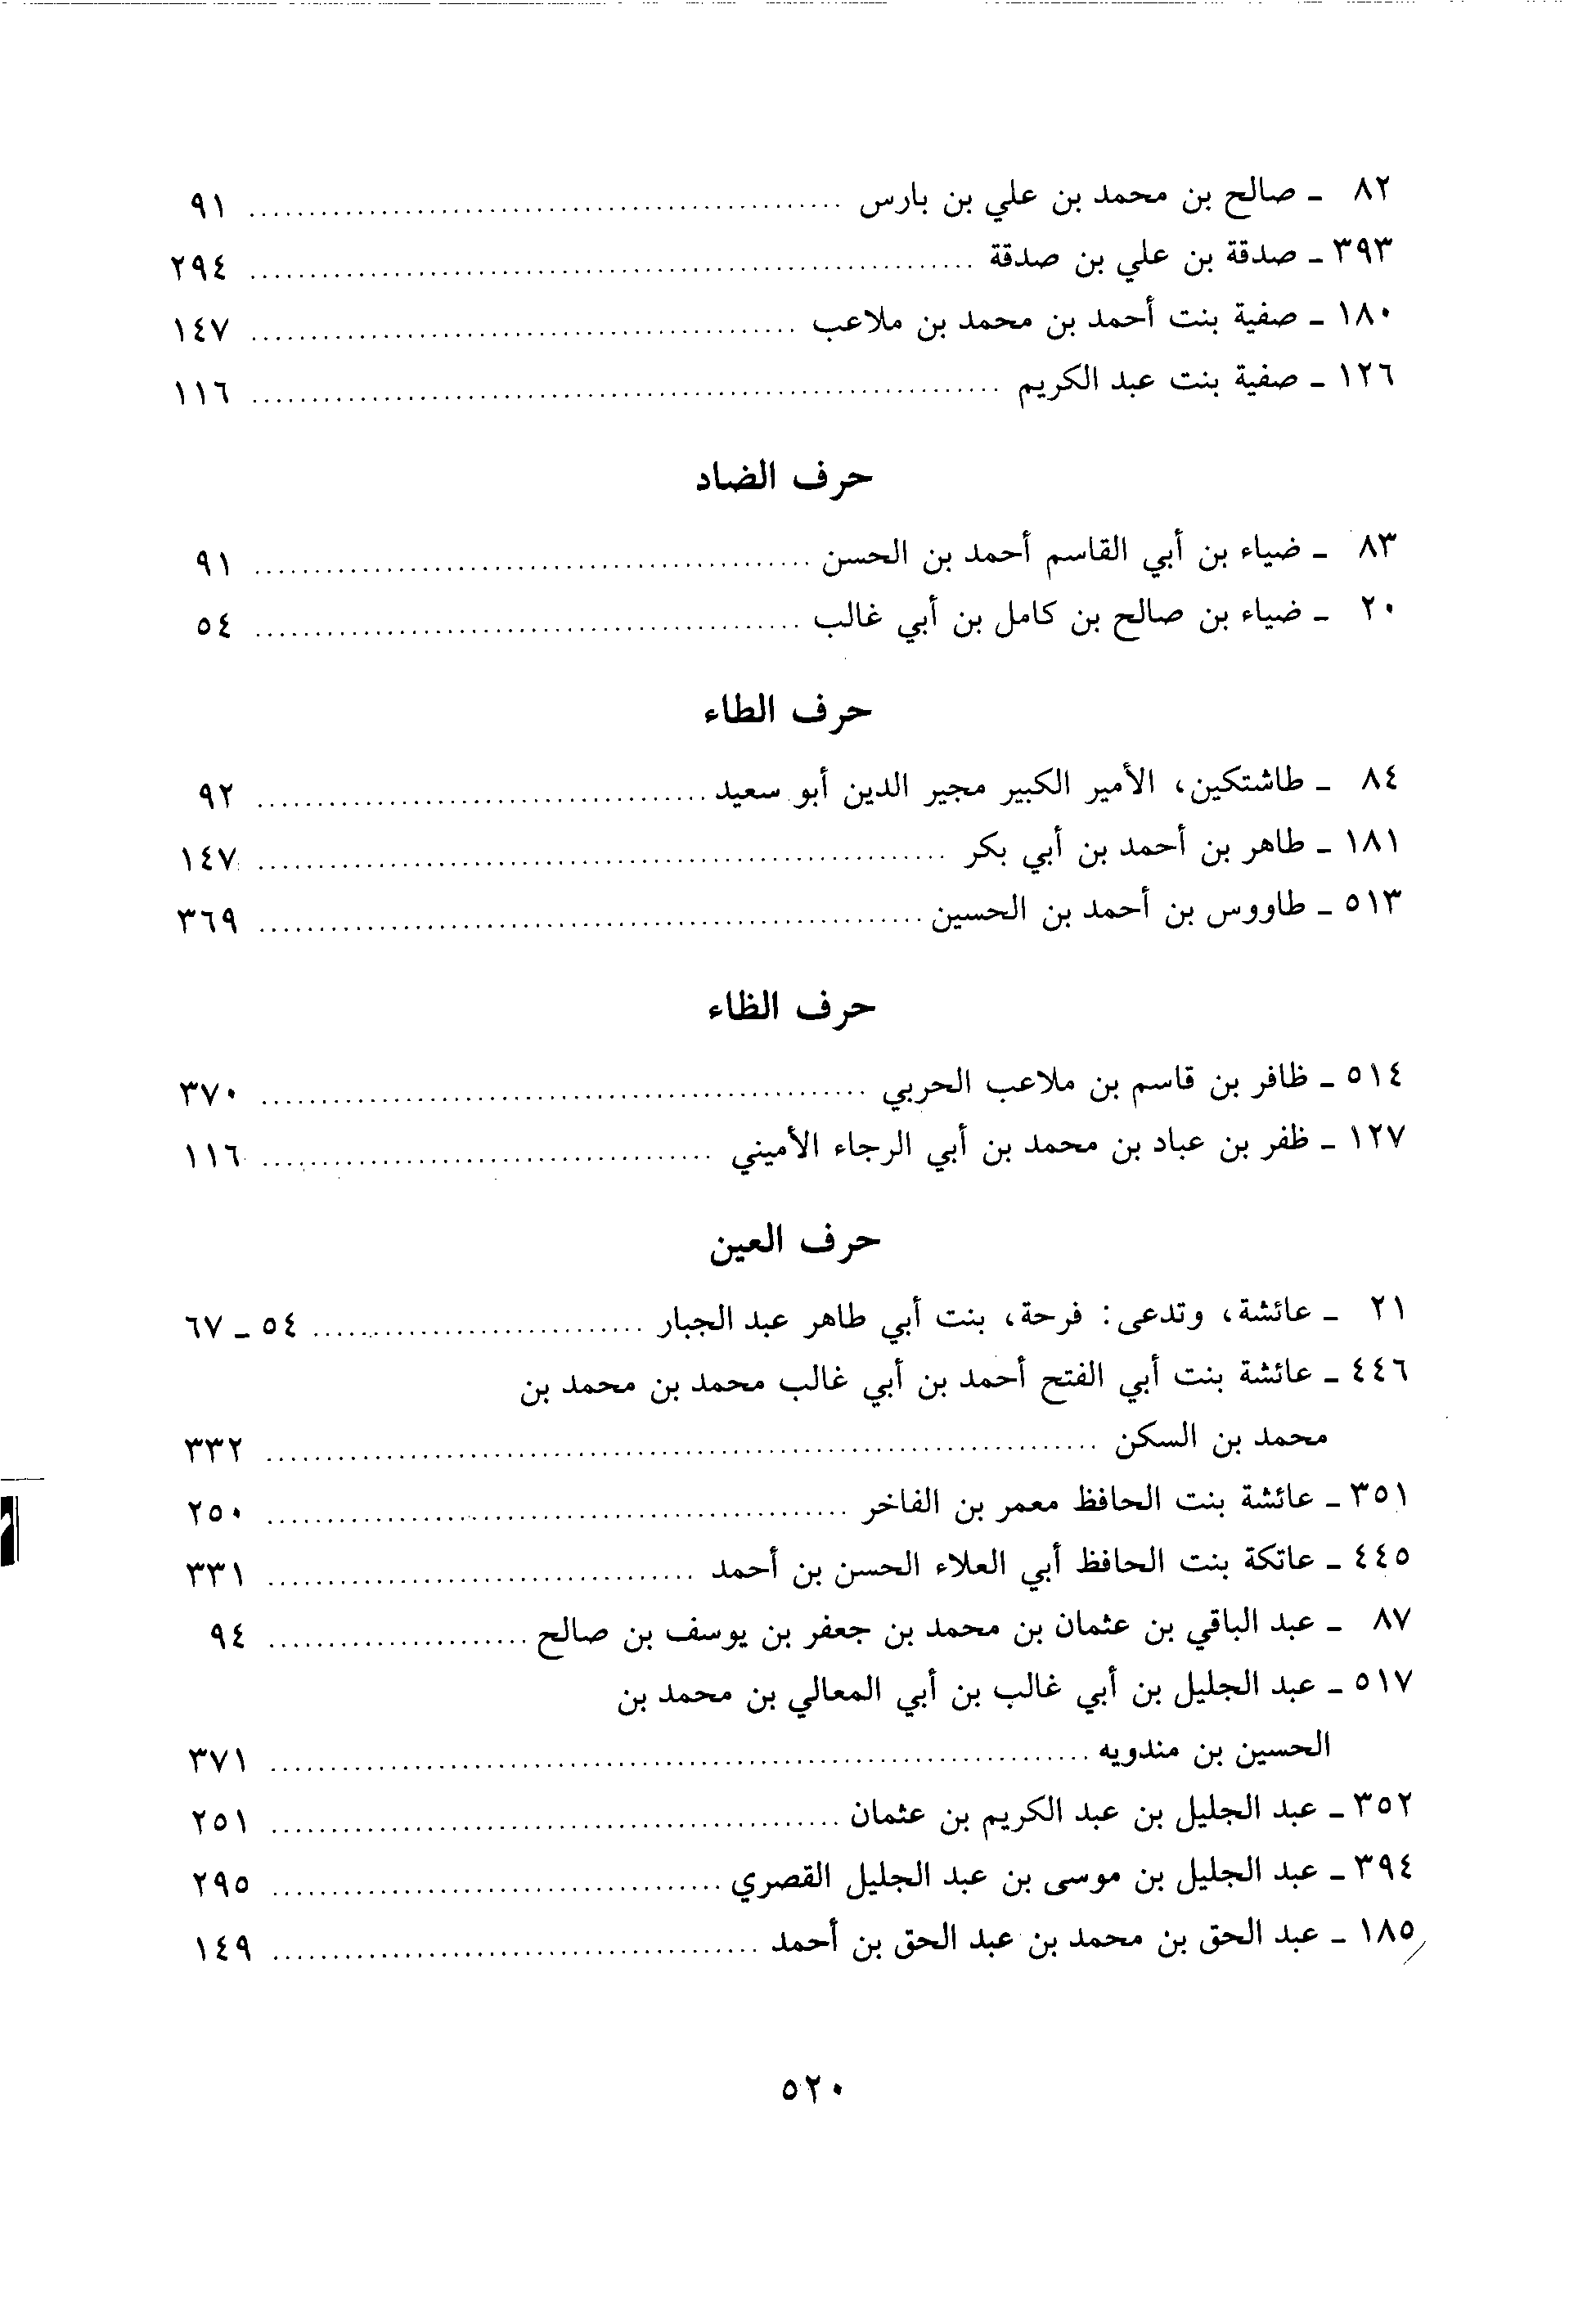 ٨٢ ـ صالح بن محمد بن علي بن بارس ........ ٩١
٣٩٣ ـ صدقة بن علي بن صدقة ........ ٢٩٤
١٨٠ ـ صفية بنت أحمد بن محمد بن ملاعب ........ ١٤٧
١٢٦ ـ صفية بنت عبد الكريم ........ ١١٦
حرف الضاد
٨٣ ـ ضياء بن أبي القاسم أحمد بن الحسن ........ ٩١
٢٠ ـ ضياء بن صالح بن كامل بن أبي غالب ........ ٥٤
حرف الطاء
٨٤ ـ طاشتكين، الأمير الكبير مجير الدين أبو سعيد ........ ٩٢
١٨١ ـ طاهر بن أحمد بن أبي بكر ........ ١٤٧
٥١٣ ـ طاووس بن أحمد بن الحسين ........ ٣٦٩
حرف الظاء
٥١٤ ـ ظافر بن قاسم بن ملاعب الحربي ........ ٣٧٠
١٢٧ ـ ظفر بن عباد بن محمد بن أبي الرجاء الأميني ........ ١١٦
حرف العين
٢١ ـ عائشة، وتدعى: فرحة، بنت أبي طاهر عبد الجبار ........ ٥٤ ـ ٦٧
٤٤٦ ـ عائشة بنت أبي الفتح أحمد بن أبي غالب محمد بن محمد بن
محمد بن السكن ........ ٣٣٢
٣٥١ ـ عائشة بنت الحافظ معمر بن الفاخر ........ ٢٥٠
٤٤٥ ـ عاتكة بنت الحافظ أبي العلاء الحسن بن أحمد ........ ٣٣١
٨٧ ـ عبد الباقي بن عثمان بن محمد بن جعفر بن يوسف بن صالح ........ ٩٤
٥١٧ ـ عبد الجليل بن أبي غالب بن أبي المعالي بن محمد بن
الحسين بن مندويه ........ ٣٧١
٣٥٢ ـ عبد الجليل بن عبد الكريم بن عثمان ........ ٢٥١
٣٩٤ ـ عبد الجليل بن موسى بن عبد الجليل القصري ........ ٢٩٥
١٨٥ ـ عبد الحق بن محمد بن عبد الحق بن أحمد ........ ١٤٩
٥٢٠